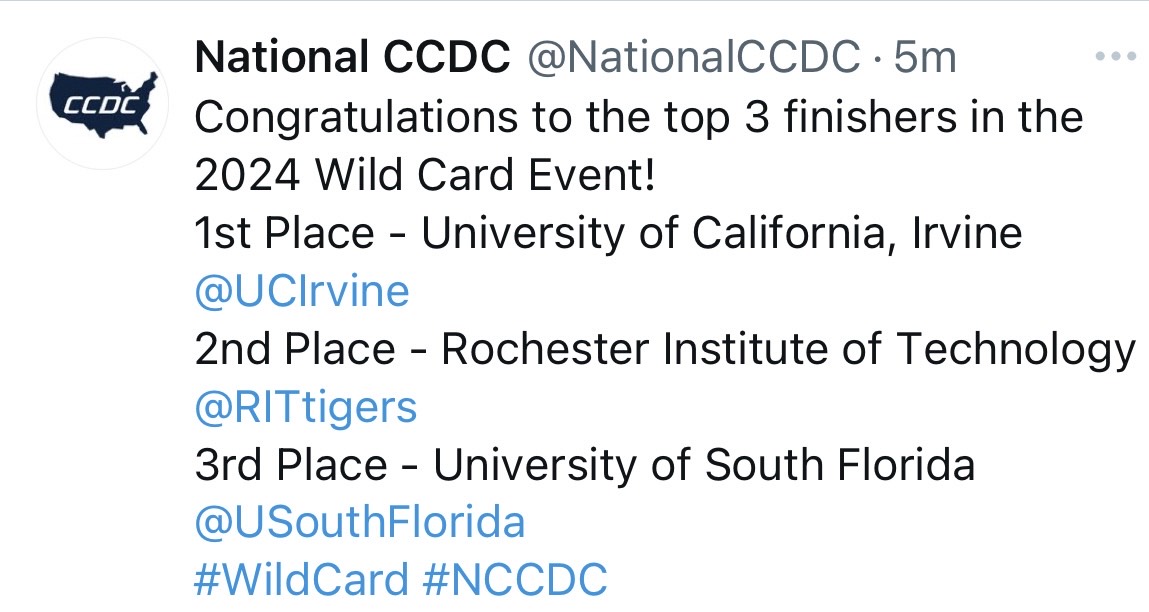 CCDC
National CCDC @NationalCCDC · 5m
Congratulations to the top 3 finishers in the
2024 Wild Card Event!
1st Place - University of California, Irvine
@UCIrvine
2nd Place - Rochester Institute of Technology
@RITtigers
3rd Place - University of South Florida
@USouthFlorida
#WildCard #NCCDC